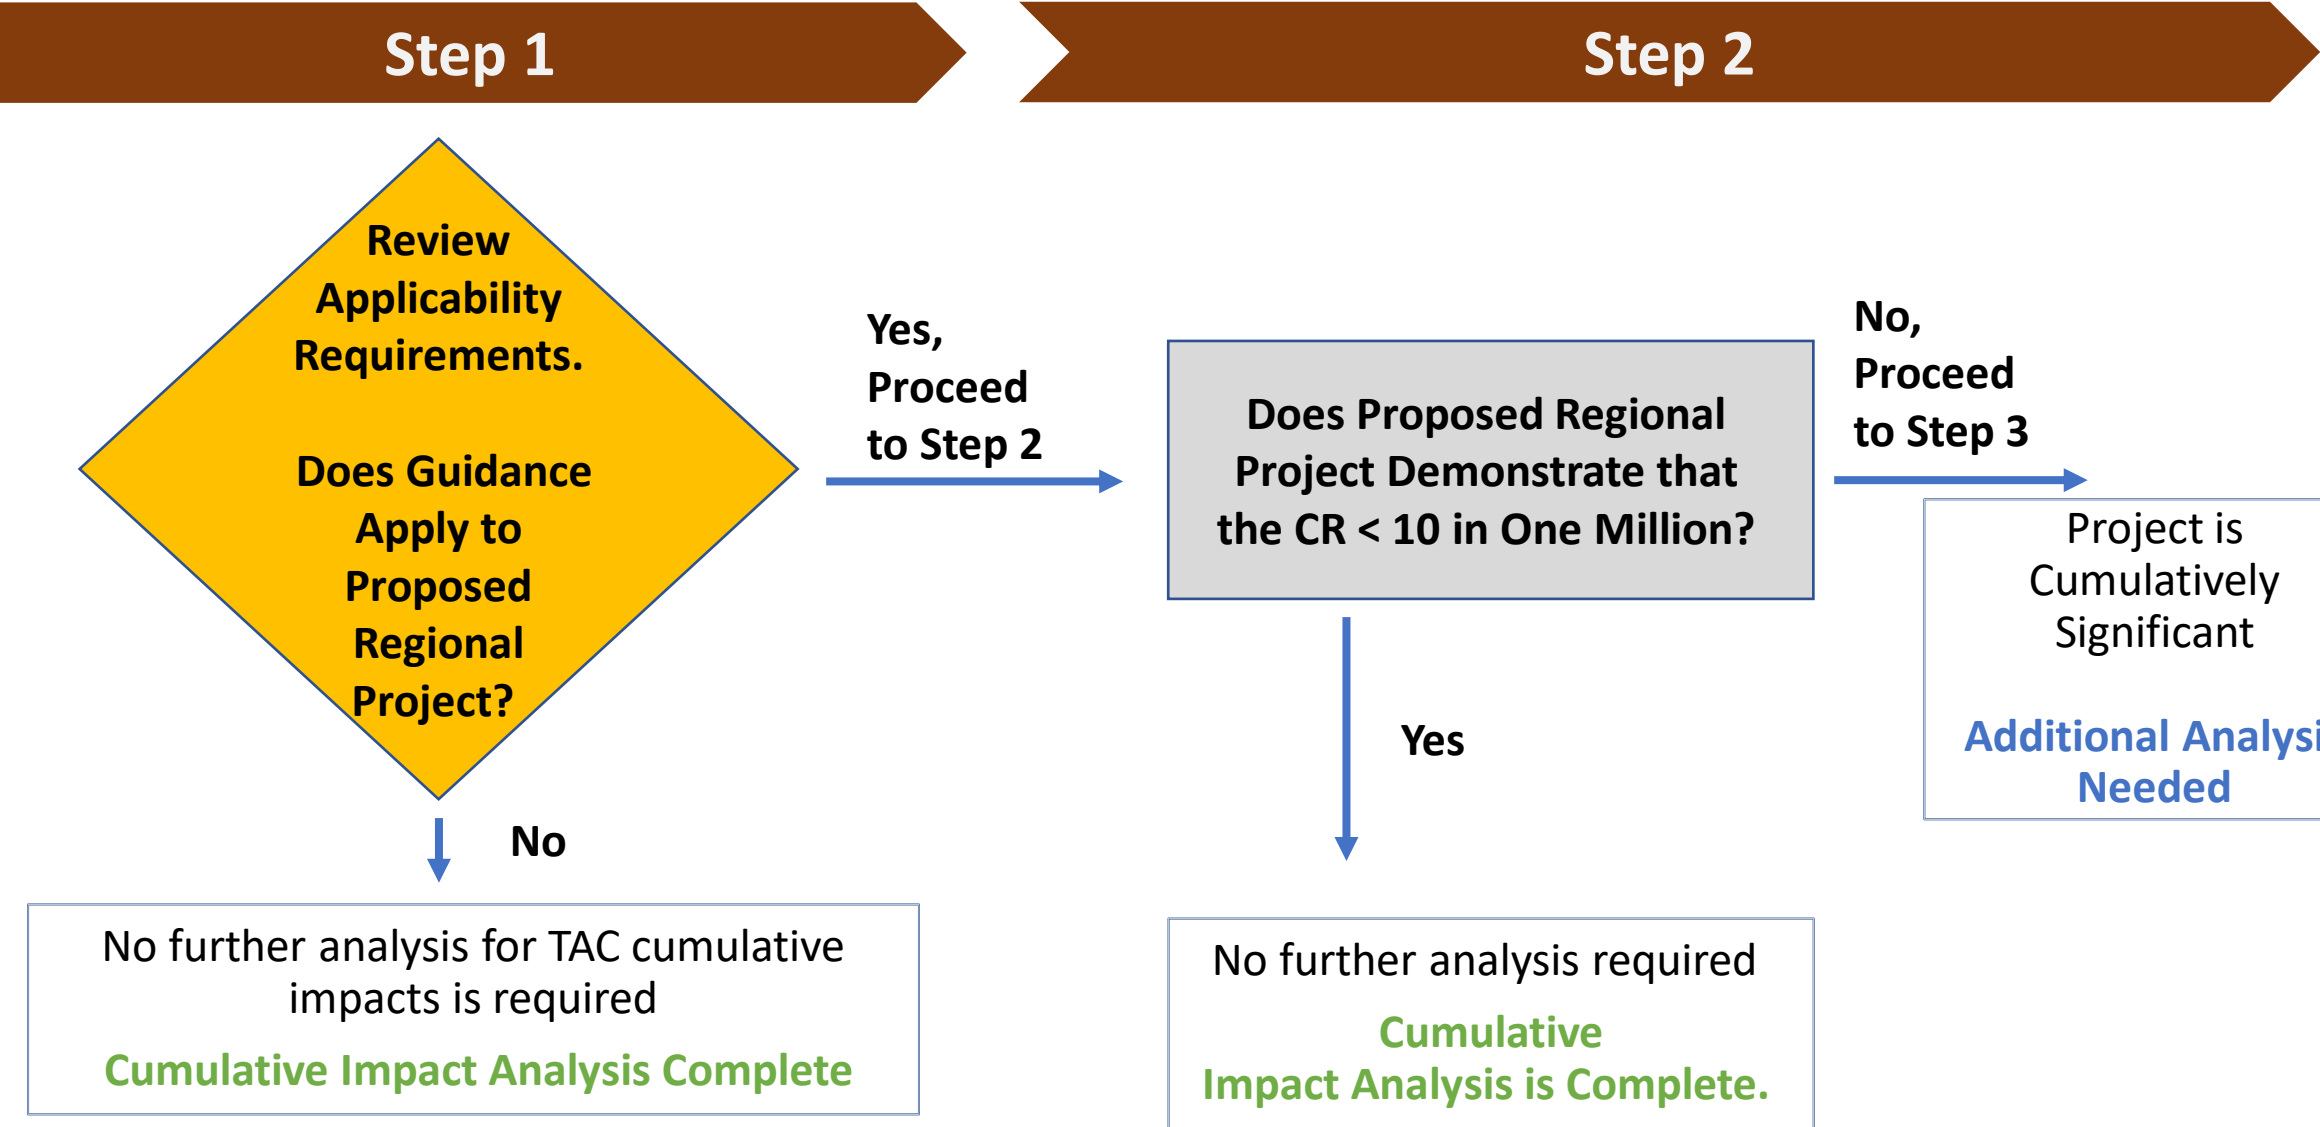 Step 1
Step 2
Review
Applicability
Requirements.
Does Guidance
Apply to
Proposed
Regional
Project?
Yes,
Proceed
to Step 2
Does Proposed Regional
Project Demonstrate that
the CR < 10 in One Million?
No,
Proceed
to Step 3
Project is
Cumulatively
Significant
Additional Analysi
Needed
Yes
No
No further analysis for TAC cumulative
impacts is required
Cumulative Impact Analysis Complete
No further analysis required
Cumulative
Impact Analysis is Complete.